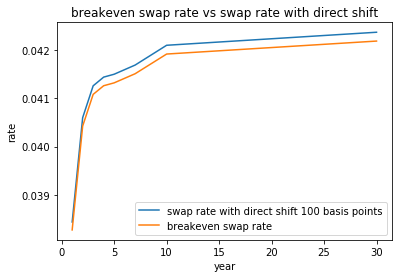 breakeven swap rate vs swap rate with direct shift
0.042
0.041
0.040
0.039
rate
swap rate with direct shift 100 basis points
breakeven swap rate
0 5 10 15 20 25 30
year